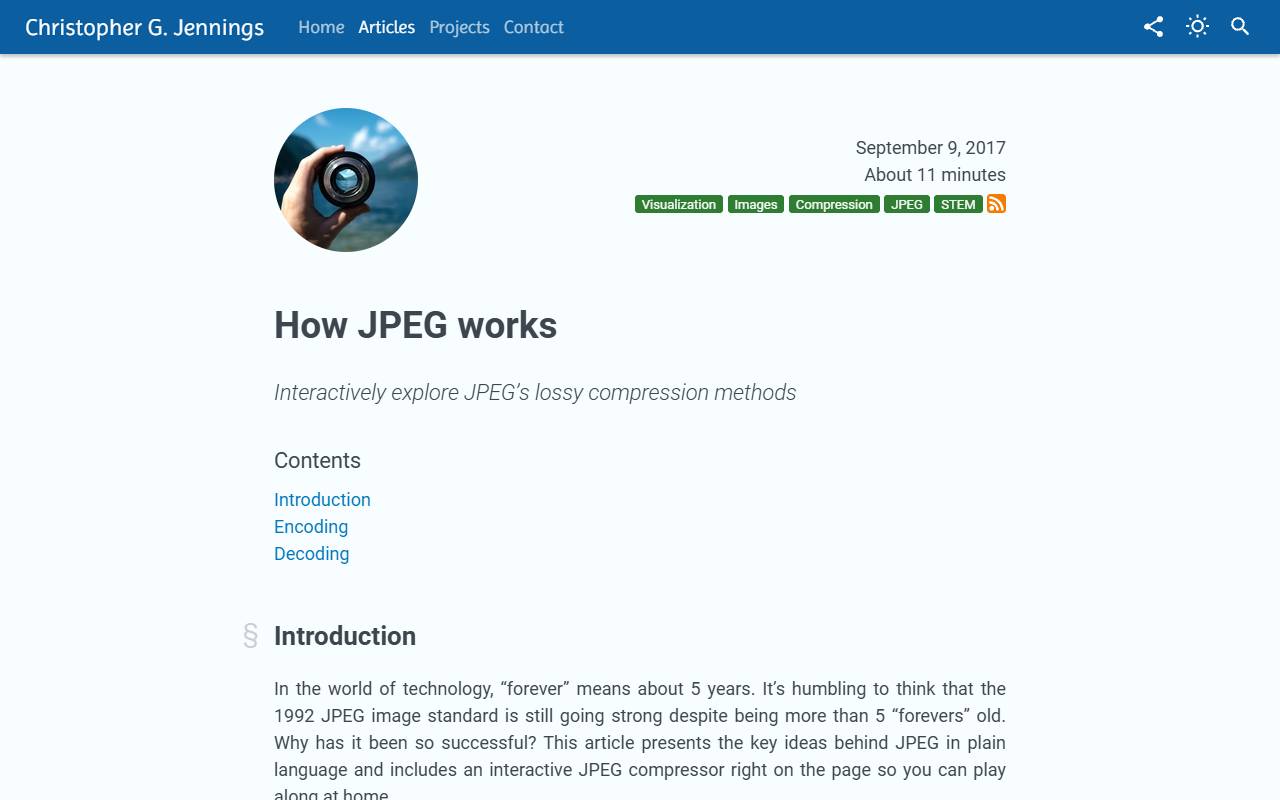 Christopher G. Jennings Home Articles Projects Contact
September 9, 2017
About 11 minutes
Visualization Images Compression JPEG STEM
How JPEG works
Interactively explore JPEG’s lossy compression methods
Contents
Introduction
Encoding
Decoding
§ Introduction
In the world of technology, “forever” means about 5 years. It’s humbling to think that the
1992 JPEG image standard is still going strong despite being more than 5 “forevers” old.
Why has it been so successful? This article presents the key ideas behind JPEG in plain
language and includes an interactive JPEG compressor right on the page so you can play
along at home.